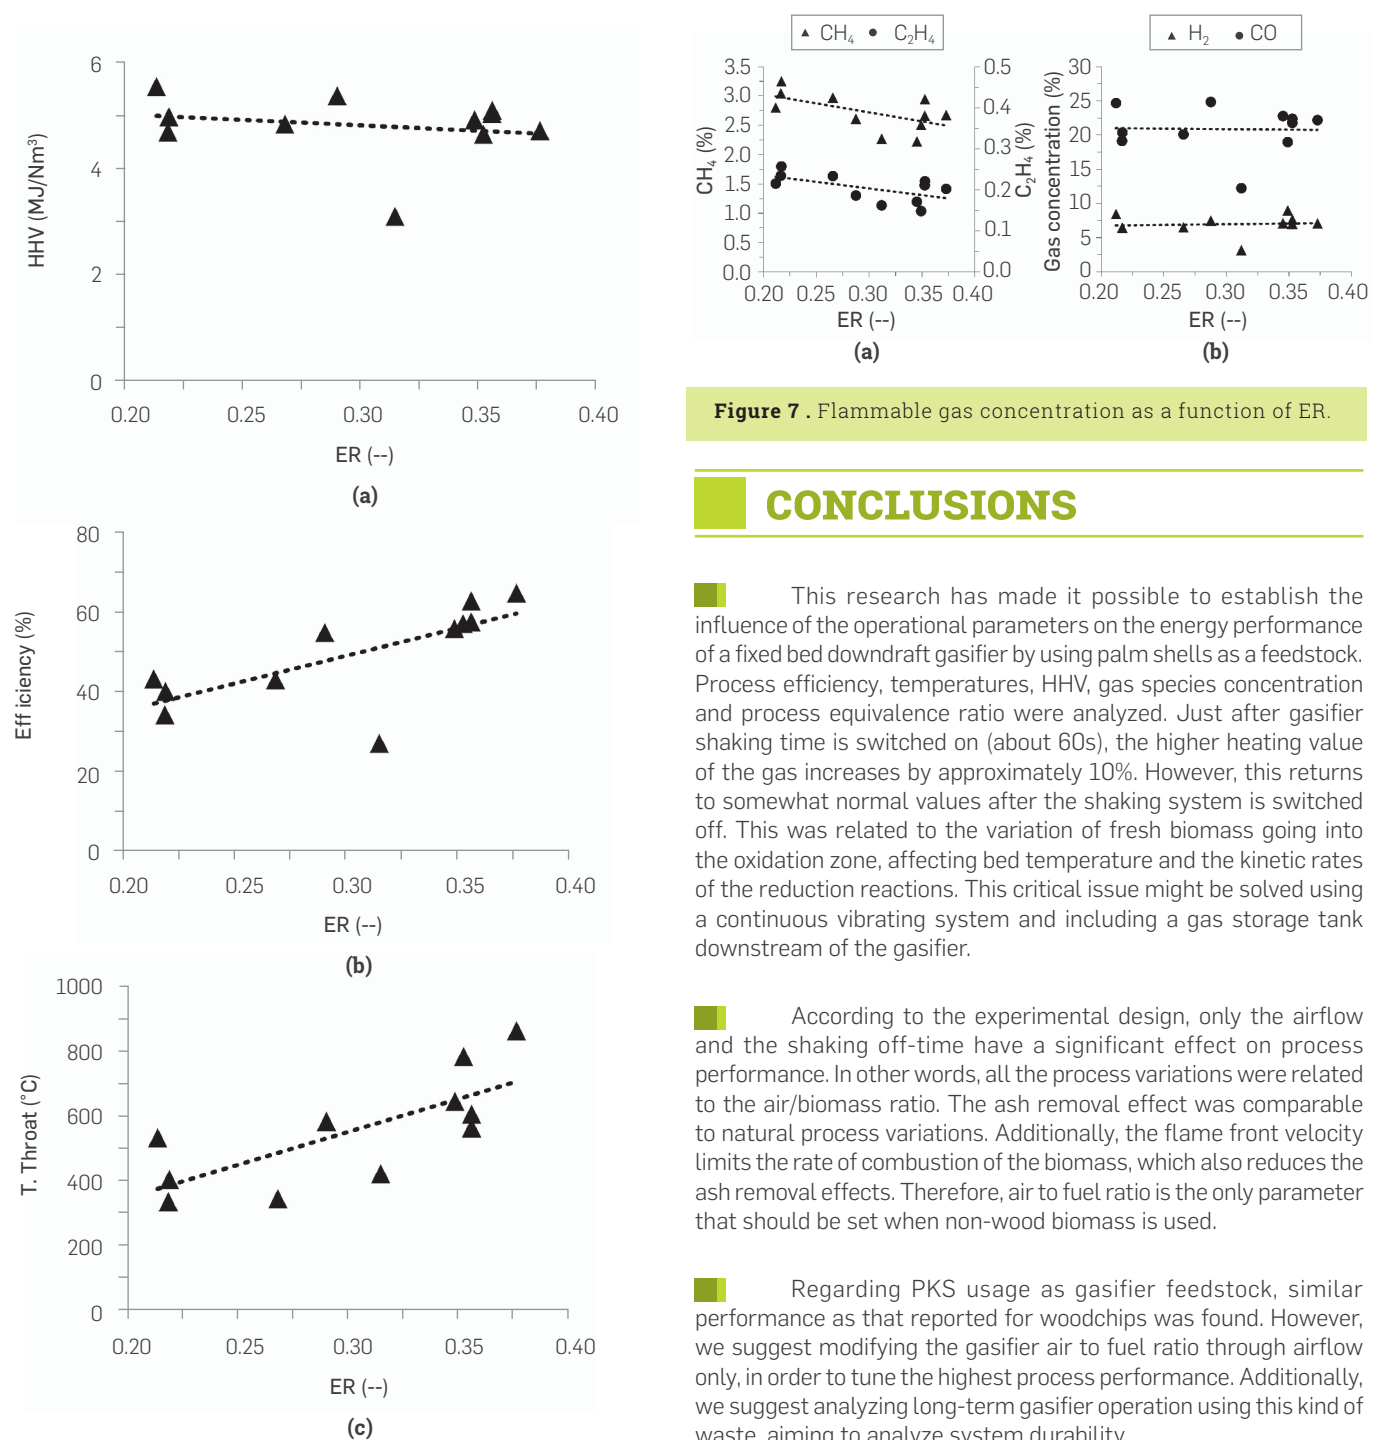 6
4
2
0
HHV (MJ/Nm³)
0.20 0.25 0.30 0.35 0.40
ER (--)
(a)
80
60
40
20
0
Eff iciency (%)
0.20 0.25 0.30 0.35 0.40
ER (--)
(b)
1000
800
600
400
200
0
T. Throat (°C)
0.20 0.25 0.30 0.35 0.40
ER (--)
(c)
CH₄ C₂H₄
3.5
3.0
2.5
2.0
1.5
1.0
0.5
0.0
CH₄ (%)
0.5
0.4
0.3
0.2
0.1
0.0
C₂H₄ (%)
0.20 0.25 0.30 0.35 0.40
ER (--)
(a)
H₂ CO
30
25
20
15
10
5
0
Gas concentration (%)
0.20 0.25 0.30 0.35 0.40
ER (--)
(b)
Figure 7 . Flammable gas concentration as a function of ER.
CONCLUSIONS
This research has made it possible to establish the
influence of the operational parameters on the energy performance
of a fixed bed downdraft gasifier by using palm shells as a feedstock.
Process efficiency, temperatures, HHV, gas species concentration
and process equivalence ratio were analyzed. Just after gasifier
shaking time is switched on (about 60s), the higher heating value
of the gas increases by approximately 10%. However, this returns
to somewhat normal values after the shaking system is switched
off. This was related to the variation of fresh biomass going into
the oxidation zone, affecting bed temperature and the kinetic rates
of the reduction reactions. This critical issue might be solved using
a continuous vibrating system and including a gas storage tank
downstream of the gasifier.
According to the experimental design, only the airflow
and the shaking off-time have a significant effect on process
performance. In other words, all the process variations were related
to the air/biomass ratio. The ash removal effect was comparable
to natural process variations. Additionally, the flame front velocity
limits the rate of combustion of the biomass, which also reduces the
ash removal effects. Therefore, air to fuel ratio is the only parameter
that should be set when non-wood biomass is used.
Regarding PKS usage as gasifier feedstock, similar
performance as that reported for woodchips was found. However,
we suggest modifying the gasifier air to fuel ratio through airflow
only, in order to tune the highest process performance. Additionally,
we suggest analyzing long-term gasifier operation using this kind of
waste, aiming to analyze system durability.